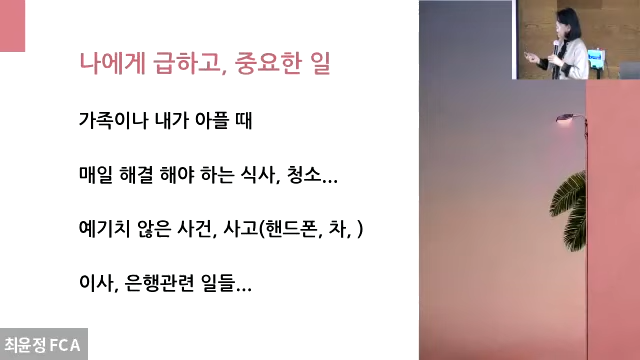 나에게 급하고, 중요한 일
가족이나 내가 아플 때
매일 해결 해야 하는 식사, 청소...
예기치 않은 사건, 사고(핸드폰, 차, )
이사, 은행관련 일들...
최윤정 FCA